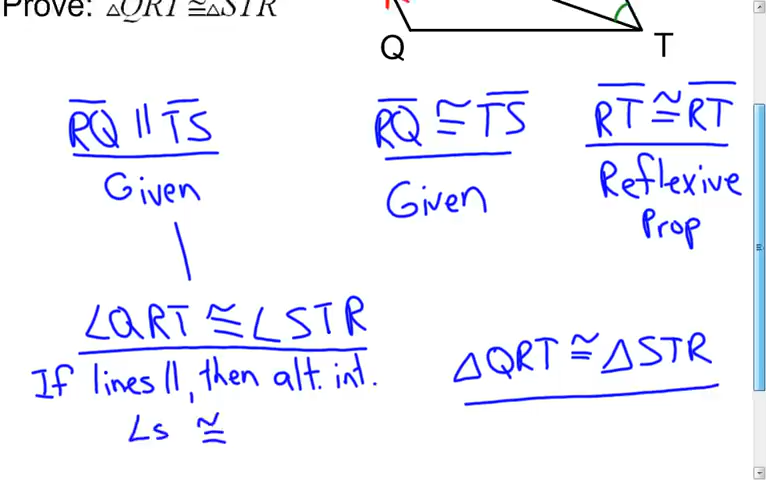 Prove: △QRT ≅ △STR
Q
T
RQ ∥ TS
Given
RQ ≅ TS
Given
RT ≅ RT
Reflexive
Prop
∠QRT ≅ ∠STR
If lines ∥, then alt. int.
∠s ≅
△QRT ≅ △STR